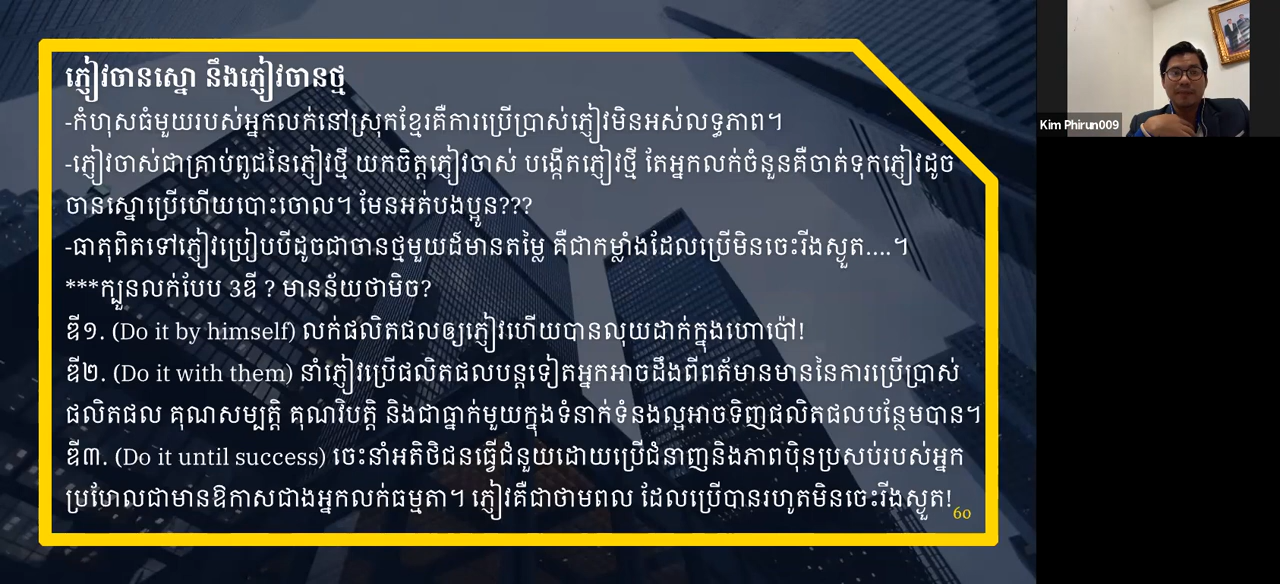 ភ្ញៀវចានស្នោ នឹងភ្ញៀវចានថ្ម
-កំហុសធំមួយរបស់អ្នកលក់នៅស្រុកខ្មែរគឺការប្រើប្រាស់ភ្ញៀវមិនអស់លទ្ធភាព។
-ភ្ញៀវចាស់ជាគ្រាប់ពូជនៃភ្ញៀវថ្មី យកចិត្តភ្ញៀវចាស់ បង្កើតភ្ញៀវថ្មី តែអ្នកលក់ចំនួនគឺចាត់ទុកភ្ញៀវដូច
ចានស្នោប្រើហើយបោះចោល។ មែនអត់បងប្អូន???
-ធាតុពិតទៅភ្ញៀវប្រៀបបីដូចជាចានថ្មមួយដ៍មានតម្លៃ គឺជាកម្លាំងដែលប្រើមិនចេះរីងស្ងួត....។
***ក្បួនលក់បែប 3ឌី ? មានន័យថាមិច?
ឌី១. (Do it by himself) លក់ផលិតផលឲ្យភ្ញៀវហើយបានលុយដាក់ក្នុងហោប៉ៅ!
ឌី២. (Do it with them) នាំភ្ញៀវប្រើផលិតផលបន្តទៀតអ្នកអាចដឹងពីពត័មានមាននៃការប្រើប្រាស់
ផលិតផល គុណសម្បត្តិ គុណវិបត្តិ និងជាធ្នាក់មួយក្នុងទំនាក់ទំនងល្អអាចទិញផលិតផលបន្ថែមបាន។
ឌី៣. (Do it until success) ចេះនាំអតិថិជនធ្វើជំនួយដោយប្រើជំនាញនិងភាពប៉ិនប្រសប់របស់អ្នក
ប្រហែលជាមានឱកាសជាងអ្នកលក់ធម្មតា។ ភ្ញៀវគឺជាថាមពល ដែលប្រើបានរហូតមិនចេះរីងស្ងួត!
60
Kim Phirun009